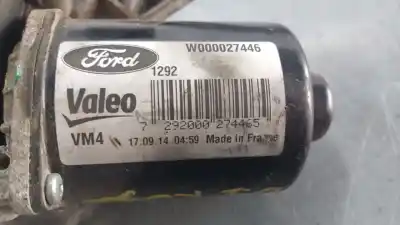 Ford
W000027446
1292
Valeo
7 292000 274465
VM4 17.09.14 04:59 Made in France